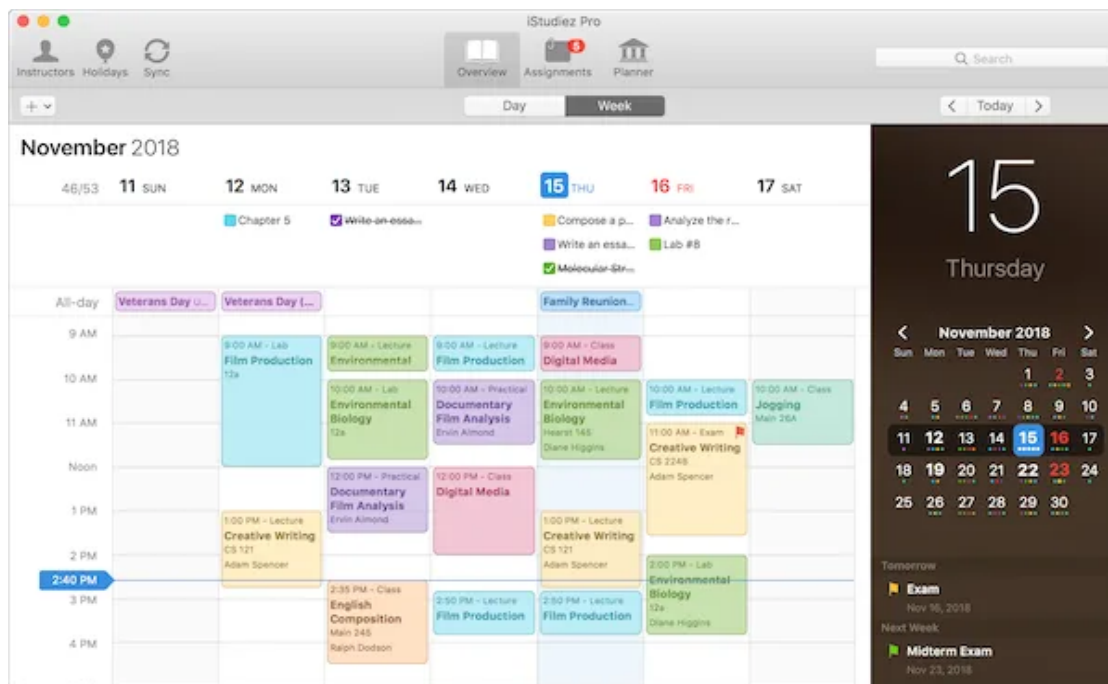 iStudiez Pro
Instructors Holidays Sync
Overview Assignments 5 Planner
Search
Day Week
Today
November 2018
46/53 11 SUN 12 MON 13 TUE 14 WED 15 THU 16 FRI 17 SAT
Chapter 5 Write an essa... Compose a p... Analyze the r...
Write an essa... Lab #8
Molecular Str...
All-day Veterans Day Veterans Day (... Family Reunion...
9 AM
10 AM
11 AM
Noon
1 PM
2 PM
2:40 PM
3 PM
4 PM
9:00 AM - Lab
Film Production
12a
1:00 PM - Lecture
Creative Writing
CS 121
Adam Spencer
9:00 AM - Lecture
Environmental
10:00 AM - Lab
Environmental
Biology
12a
12:00 PM - Practical
Documentary
Film Analysis
Ervin Almond
2:35 PM - Class
English
Composition
Main 245
Ralph Dodson
9:00 AM - Lecture
Film Production
10:00 AM - Practical
Documentary
Film Analysis
Ervin Almond
12:00 PM - Class
Digital Media
2:50 PM - Lecture
Film Production
9:00 AM - Class
Digital Media
10:00 AM - Lecture
Environmental
Biology
Hearst 145
Diane Higgins
1:00 PM - Lecture
Creative Writing
CS 121
Adam Spencer
2:50 PM - Lecture
Film Production
10:00 AM - Lecture
Film Production
11:00 AM - Exam
Creative Writing
CS 224B
Adam Spencer
2:00 PM - Lab
Environmental
Biology
12a
Diane Higgins
10:00 AM - Class
Jogging
Main 26A
15
Thursday
November 2018
Sun Mon Tue Wed Thu Fri Sat
1 2 3
4 5 6 7 8 9 10
11 12 13 14 15 16 17
18 19 20 21 22 23 24
25 26 27 28 29 30
Tomorrow
Exam
Nov 16, 2018
Next Week
Midterm Exam
Nov 23, 2018